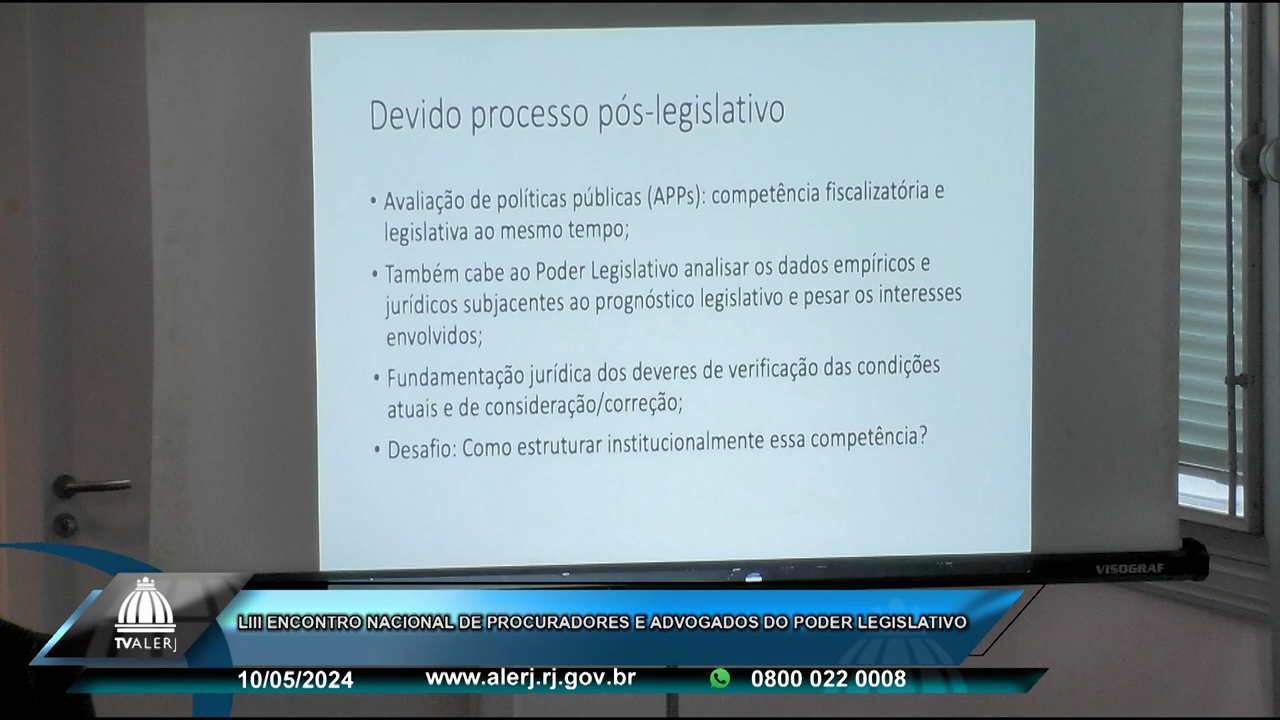 Devido processo pós-legislativo
• Avaliação de políticas públicas (APPs): competência fiscalizatória e
legislativa ao mesmo tempo;
• Também cabe ao Poder Legislativo analisar os dados empíricos e
jurídicos subjacentes ao prognóstico legislativo e pesar os interesses
envolvidos;
• Fundamentação jurídica dos deveres de verificação das condições
atuais e de consideração/correção;
• Desafio: Como estruturar institucionalmente essa competência?
VISOGRAF
LIII ENCONTRO NACIONAL DE PROCURADORES E ADVOGADOS DO PODER LEGISLATIVO
TVALERJ
10/05/2024 www.alerj.rj.gov.br 0800 022 0008